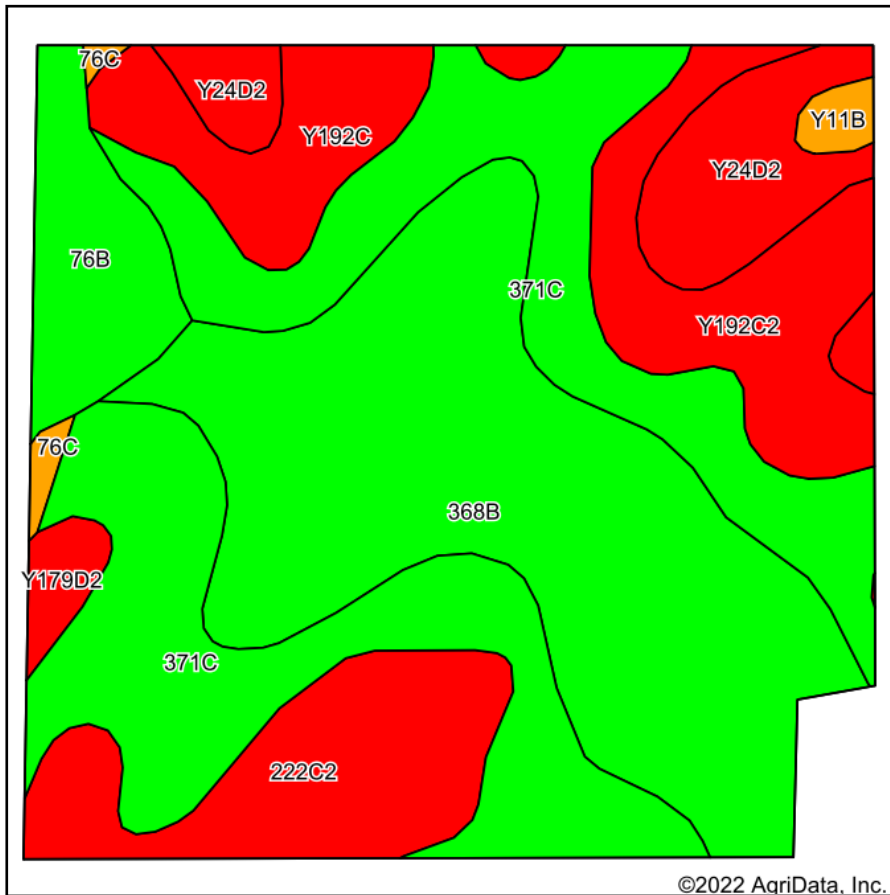 76C
Y24D2
Y11B
Y192C
Y24D2
76B
371C
Y192C2
76C
368B
Y179D2
371C
222C2
©2022 AgriData, Inc.